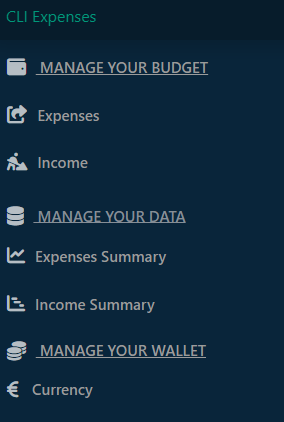 CLI Expenses
MANAGE YOUR BUDGET
Expenses
Income
MANAGE YOUR DATA
Expenses Summary
Income Summary
MANAGE YOUR WALLET
€ Currency